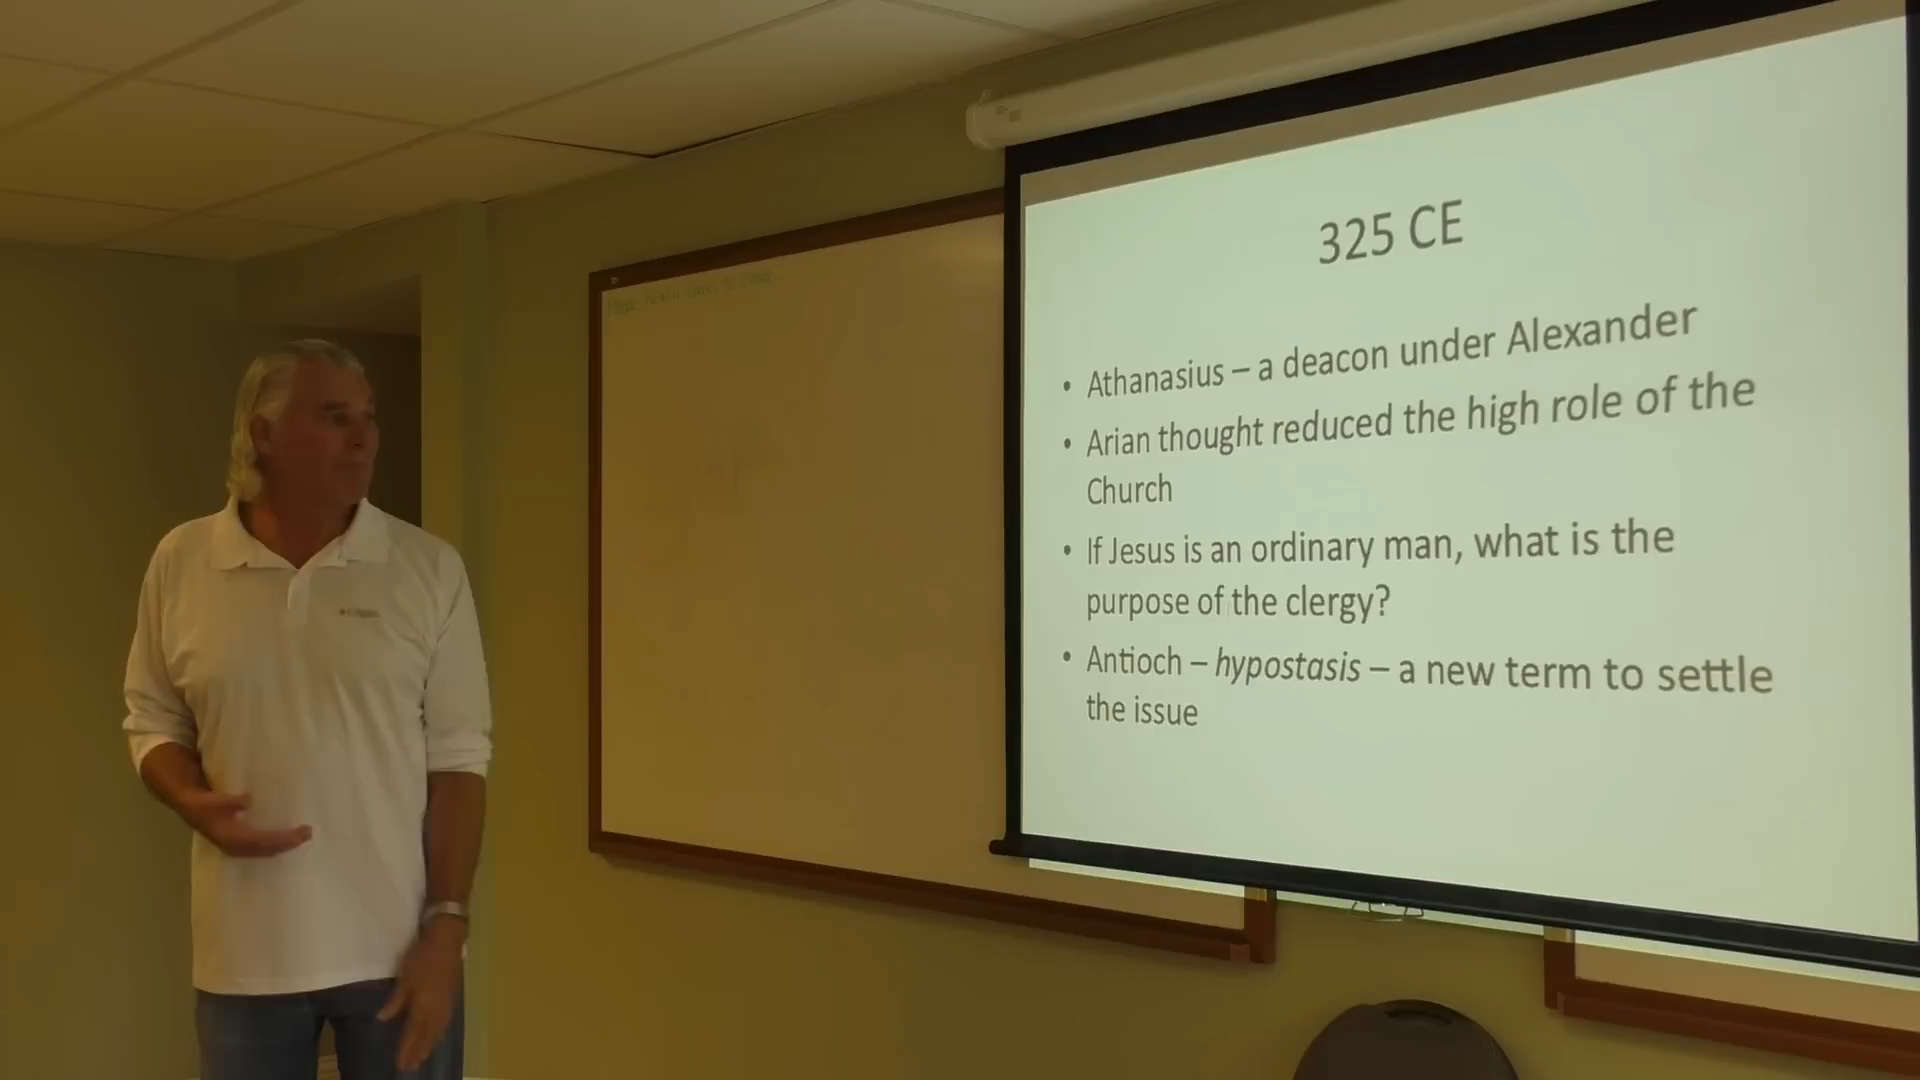 325 CE
• Athanasius – a deacon under Alexander
• Arian thought reduced the high role of the
Church
• If Jesus is an ordinary man, what is the
purpose of the clergy?
• Antioch – hypostasis – a new term to settle
the issue